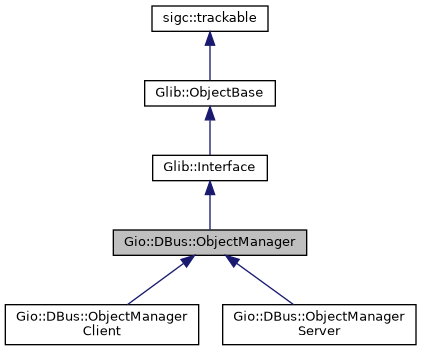 sigc::trackable
Glib::ObjectBase
Glib::Interface
Gio::DBus::ObjectManager
Gio::DBus::ObjectManager
Client
Gio::DBus::ObjectManager
Server